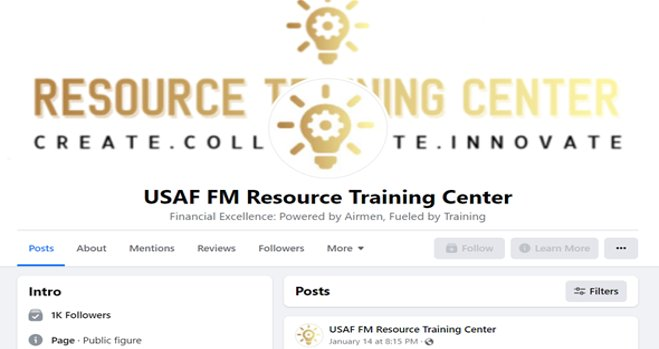 RESOURCE T NING CENTER
CREATE.COLL TE.INNOVATE
USAF FM Resource Training Center
Financial Excellence: Powered by Airmen, Fueled by Training
Posts About Mentions Reviews Followers More Follow Learn More ...
Intro
1K Followers
Page · Public figure
Posts Filters
USAF FM Resource Training Center
January 14 at 8:15 PM ·